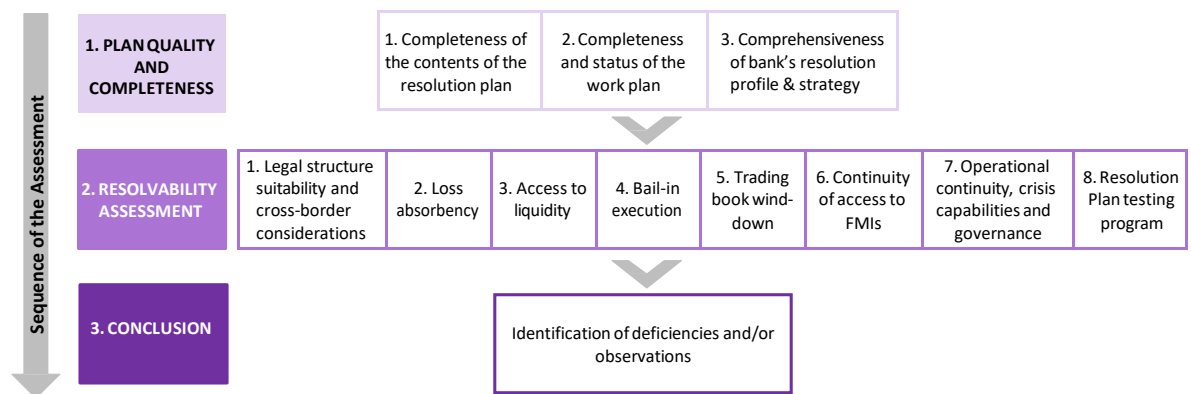 Sequence of the Assessment
1. PLAN QUALITY
AND
COMPLETENESS
1. Completeness of
the contents of the
resolution plan
2. Completeness
and status of the
work plan
3. Comprehensiveness
of bank’s resolution
profile & strategy
2. RESOLVABILITY
ASSESSMENT
1. Legal structure
suitability and
cross-border
considerations
2. Loss
absorbency
3. Access to
liquidity
4. Bail-in
execution
5. Trading
book wind-
down
6. Continuity
of access to
FMIs
7. Operational
continuity, crisis
capabilities and
governance
8. Resolution
Plan testing
program
3. CONCLUSION
Identification of deficiencies and/or
observations